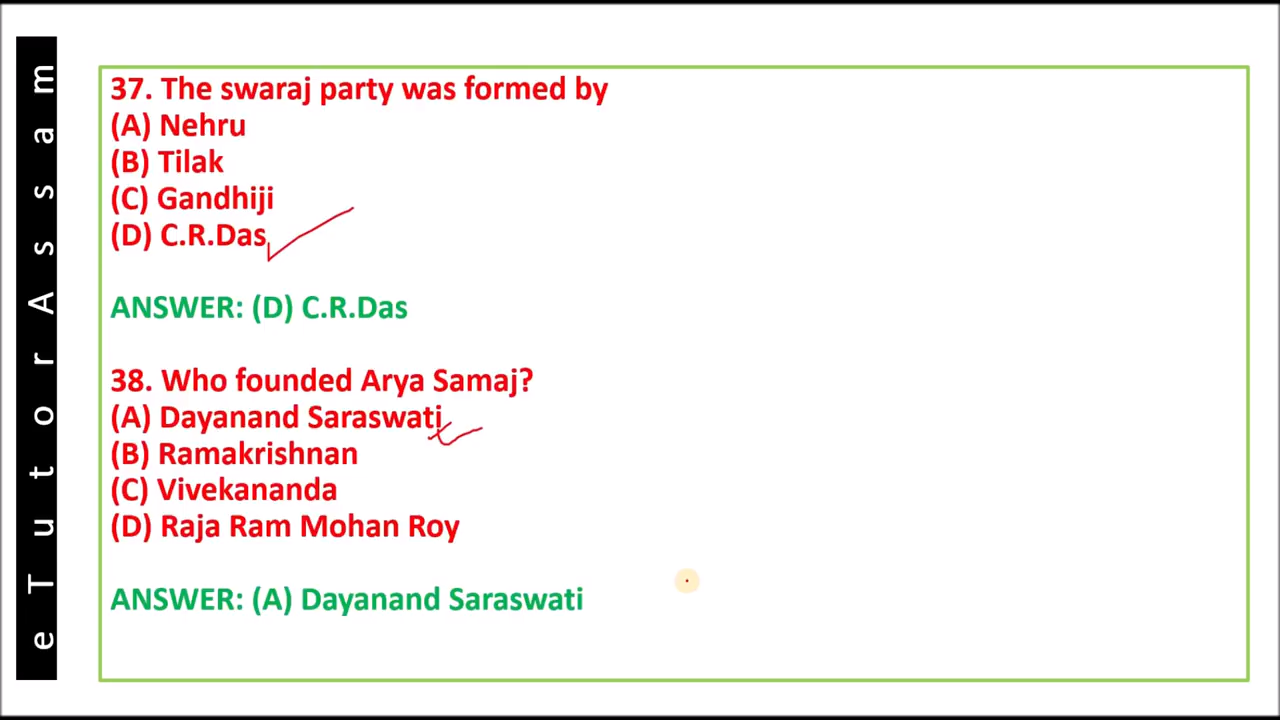 eTutorAssam
37. The swaraj party was formed by
(A) Nehru
(B) Tilak
(C) Gandhiji
(D) C.R.Das
ANSWER: (D) C.R.Das
38. Who founded Arya Samaj?
(A) Dayanand Saraswati
(B) Ramakrishnan
(C) Vivekananda
(D) Raja Ram Mohan Roy
ANSWER: (A) Dayanand Saraswati